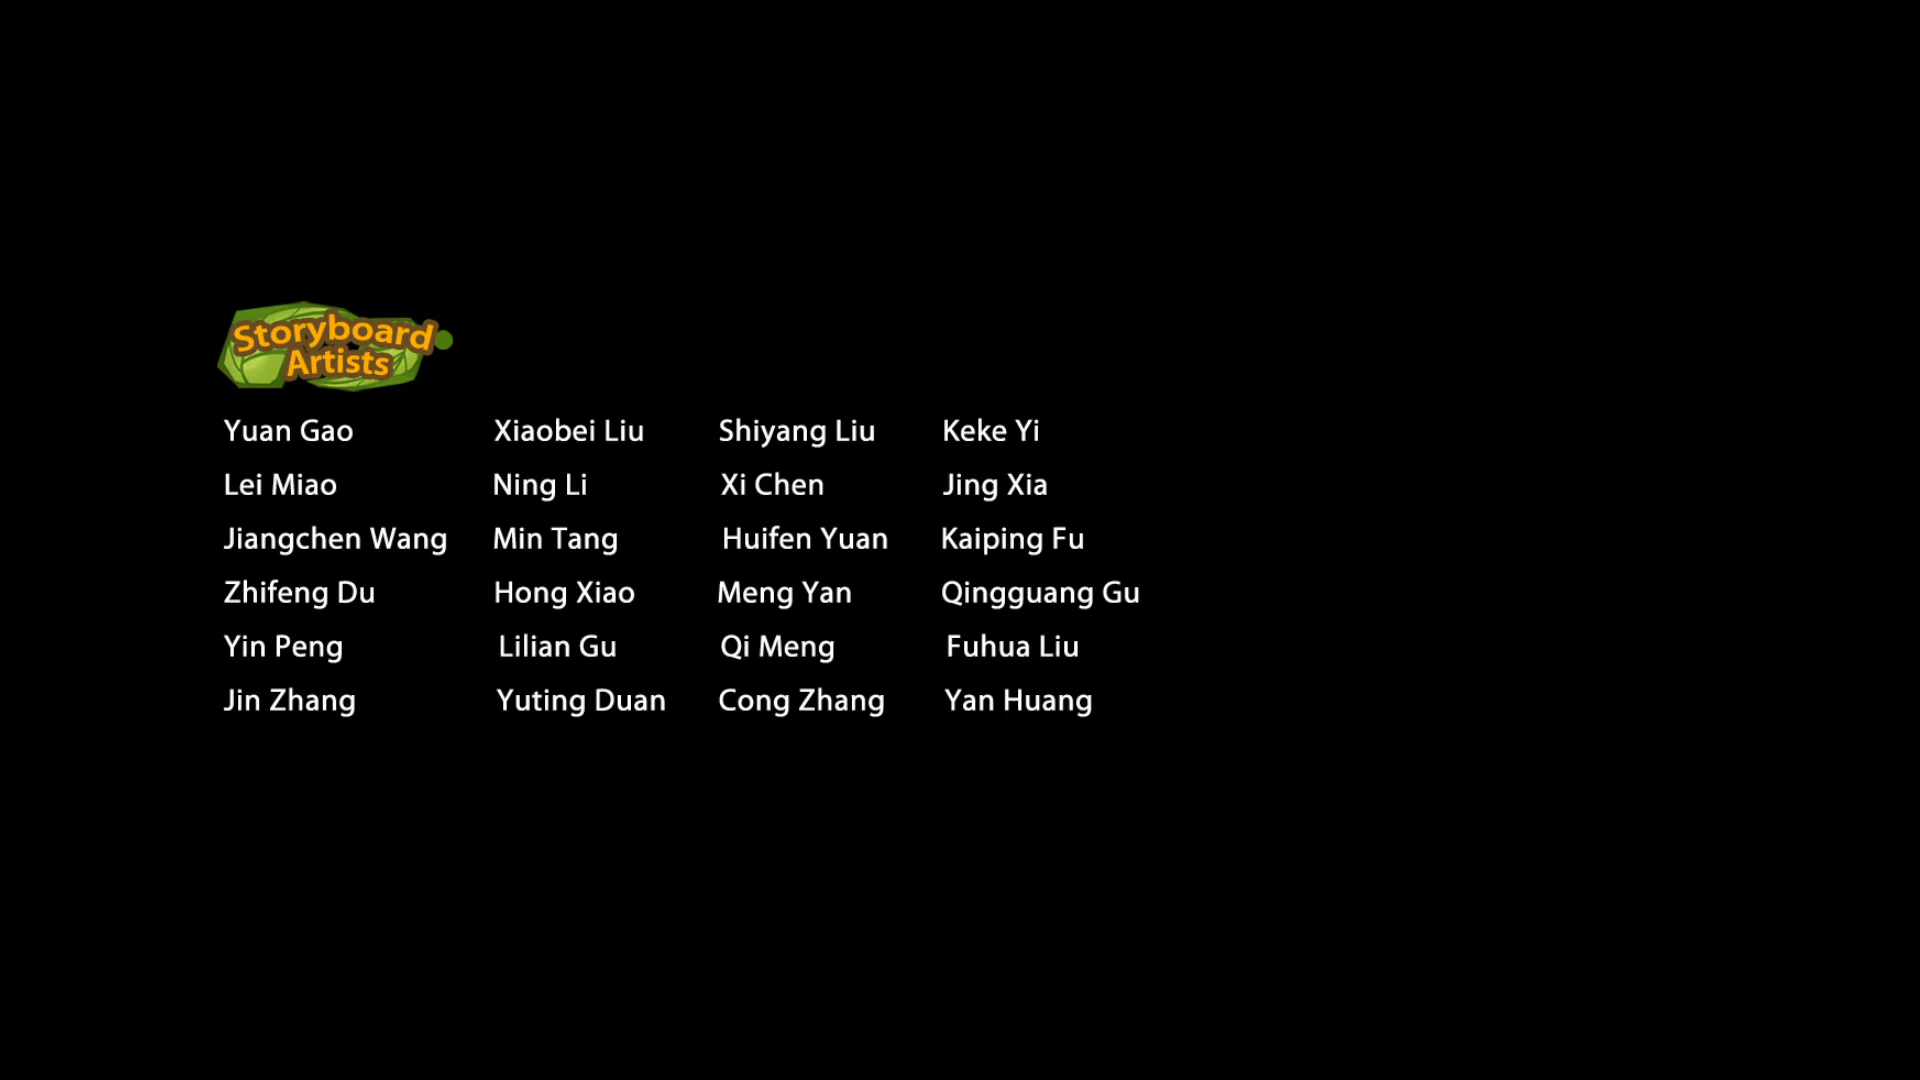 Storyboard
Artists
Yuan Gao Xiaobei Liu Shiyang Liu Keke Yi
Lei Miao Ning Li Xi Chen Jing Xia
Jiangchen Wang Min Tang Huifen Yuan Kaiping Fu
Zhifeng Du Hong Xiao Meng Yan Qingguang Gu
Yin Peng Lilian Gu Qi Meng Fuhua Liu
Jin Zhang Yuting Duan Cong Zhang Yan Huang